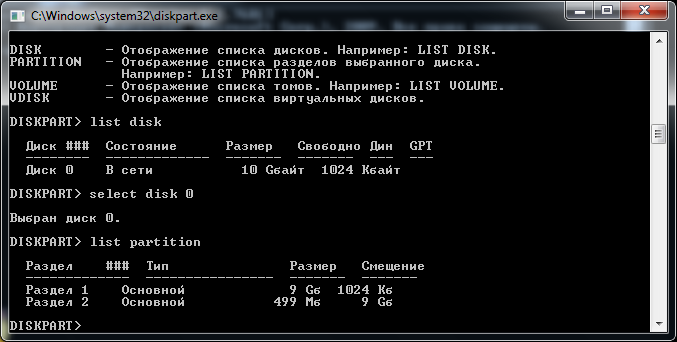 C:\Windows\system32\diskpart.exe
DISK        - Отображение списка дисков. Например: LIST DISK.
PARTITION   - Отображение списка разделов выбранного диска.
              Например: LIST PARTITION.
VOLUME      - Отображение списка томов. Например: LIST VOLUME.
VDISK       - Отображение списка виртуальных дисков.
DISKPART> list disk
  Диск ###  Состояние      Размер   Свободно Дин  GPT
  --------  -------------  -------  -------  ---  ---
  Диск 0    В сети           10 Gбайт  1024 Kбайт
DISKPART> select disk 0
Выбран диск 0.
DISKPART> list partition
  Раздел    ###  Тип               Размер   Смещение
  -------------  ----------------  -------  -------
  Раздел 1    Основной             9 Gб  1024 Kб
  Раздел 2    Основной           499 Mб     9 Gб
DISKPART>